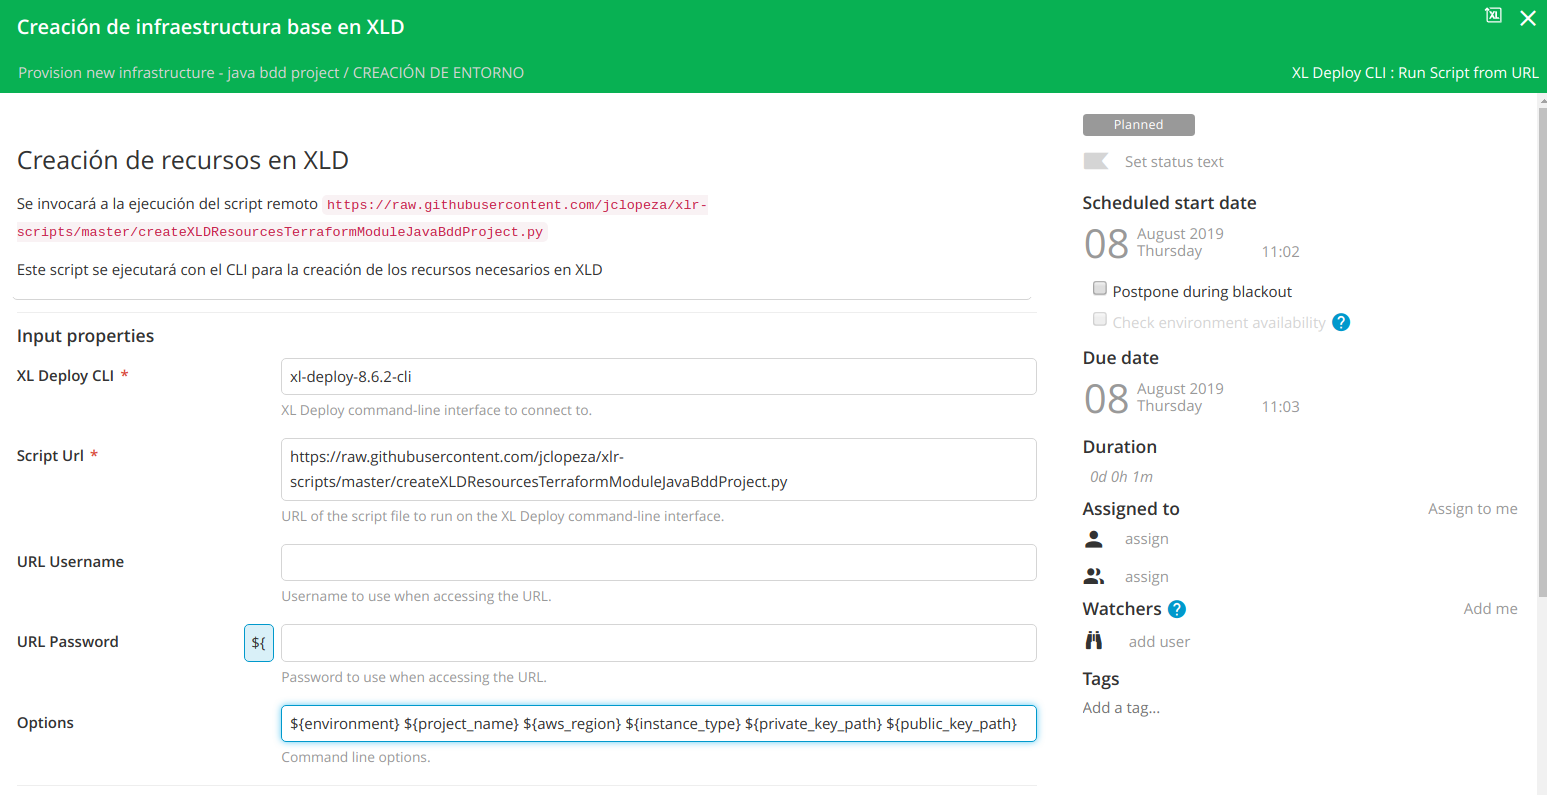 Creación de infraestructura base en XLD
XL
Provision new infrastructure - java bdd project / CREACIÓN DE ENTORNO
XL Deploy CLI : Run Script from URL
Creación de recursos en XLD
Se invocará a la ejecución del script remoto https://raw.githubusercontent.com/jclopeza/xlr-
scripts/master/createXLDResourcesTerraformModuleJavaBddProject.py
Este script se ejecutará con el CLI para la creación de los recursos necesarios en XLD
Input properties
XL Deploy CLI *
xl-deploy-8.6.2-cli
XL Deploy command-line interface to connect to.
Script Url *
https://raw.githubusercontent.com/jclopeza/xlr-
scripts/master/createXLDResourcesTerraformModuleJavaBddProject.py
URL of the script file to run on the XL Deploy command-line interface.
URL Username
Username to use when accessing the URL.
URL Password
${
Password to use when accessing the URL.
Options
${environment} ${project_name} ${aws_region} ${instance_type} ${private_key_path} ${public_key_path}
Command line options.
Planned
Set status text
Scheduled start date
08
August 2019
Thursday
11:02
Postpone during blackout
Check environment availability ?
Due date
08
August 2019
Thursday
11:03
Duration
0d 0h 1m
Assigned to
Assign to me
assign
assign
Watchers ?
Add me
add user
Tags
Add a tag...